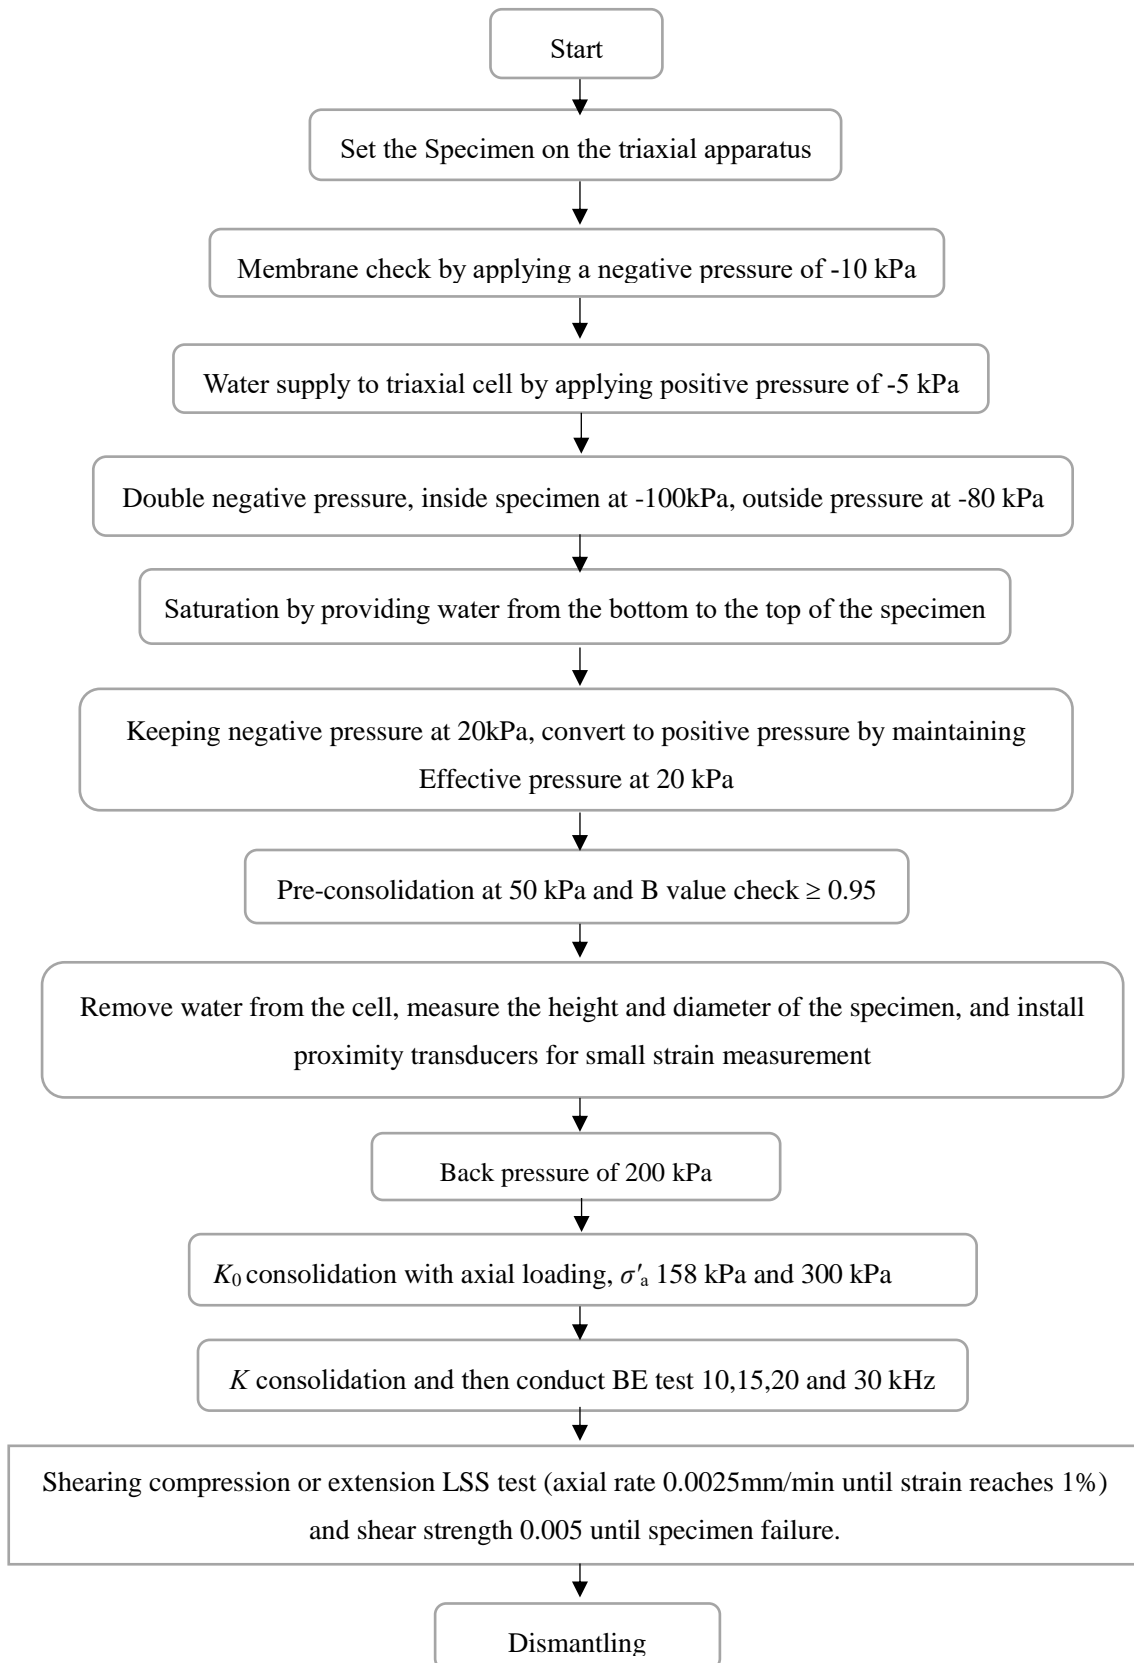 Start
Set the Specimen on the triaxial apparatus
Membrane check by applying a negative pressure of -10 kPa
Water supply to triaxial cell by applying positive pressure of -5 kPa
Double negative pressure, inside specimen at -100kPa, outside pressure at -80 kPa
Saturation by providing water from the bottom to the top of the specimen
Keeping negative pressure at 20kPa, convert to positive pressure by maintaining
Effective pressure at 20 kPa
Pre-consolidation at 50 kPa and B value check ≥ 0.95
Remove water from the cell, measure the height and diameter of the specimen, and install
proximity transducers for small strain measurement
Back pressure of 200 kPa
K₀ consolidation with axial loading, σ′ₐ 158 kPa and 300 kPa
K consolidation and then conduct BE test 10,15,20 and 30 kHz
Shearing compression or extension LSS test (axial rate 0.0025mm/min until strain reaches 1%)
and shear strength 0.005 until specimen failure.
Dismantling